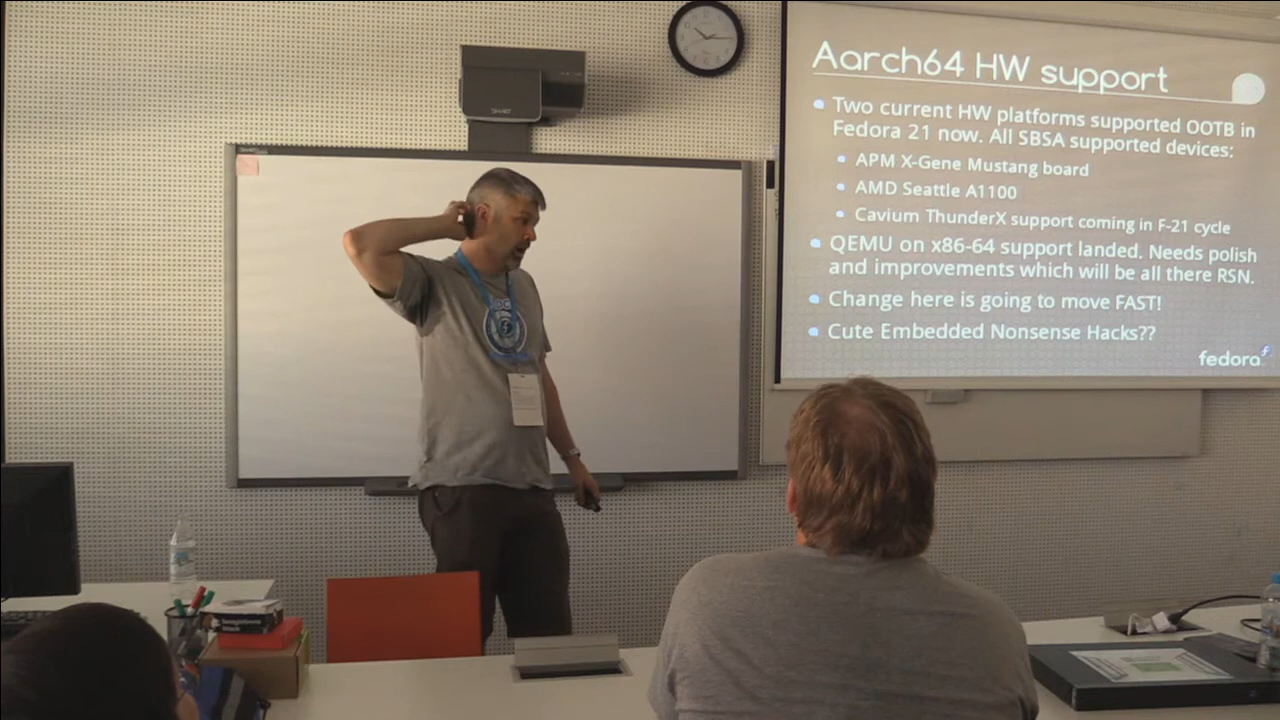 Aarch64 HW support
Two current HW platforms supported OOTB in
Fedora 21 now. All SBSA supported devices:
APM X-Gene Mustang board
AMD Seattle A1100
Cavium ThunderX support coming in F-21 cycle
QEMU on x86-64 support landed. Needs polish
and improvements which will be all there RSN.
Change here is going to move FAST!
Cute Embedded Nonsense Hacks??
fedora
SMART